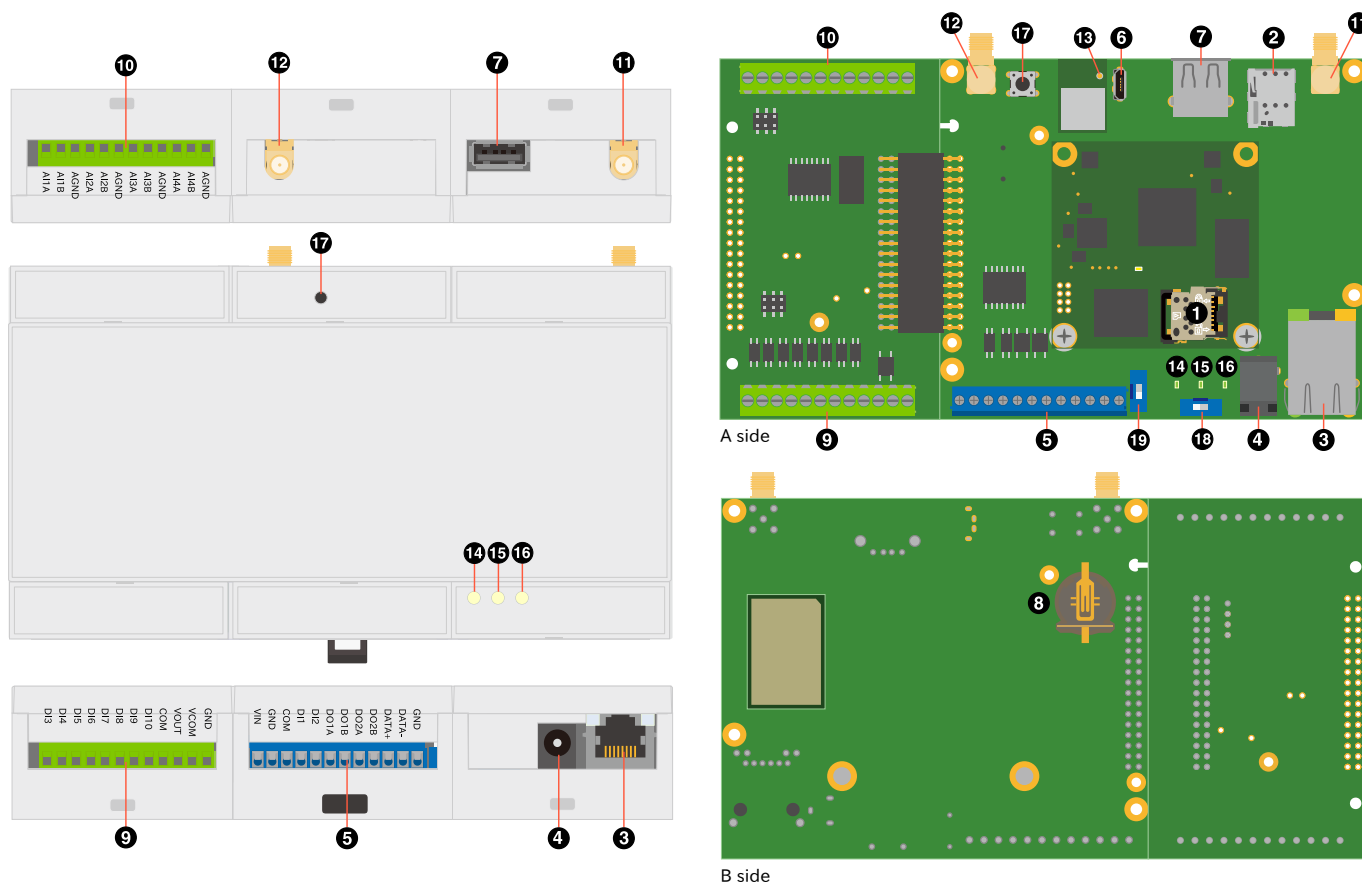 10
12
7
11
AI1A
AI1B
AGND
AI2A
AI2B
AGND
AI3A
AI3B
AGND
AI4A
AI4B
AGND
17
14
15
16
DI3
DI4
DI5
DI6
DI7
DI8
DI9
DI10
COM
VOUT
VCOM
GND
VIN
GND
COM
DI1
DI2
DO1A
DO1B
DO2A
DO2B
DATA+
DATA-
GND
9
5
4
3
12
17
13
6
7
2
11
10
1
14
15
16
9
5
19
18
4
3
A side
8
B side